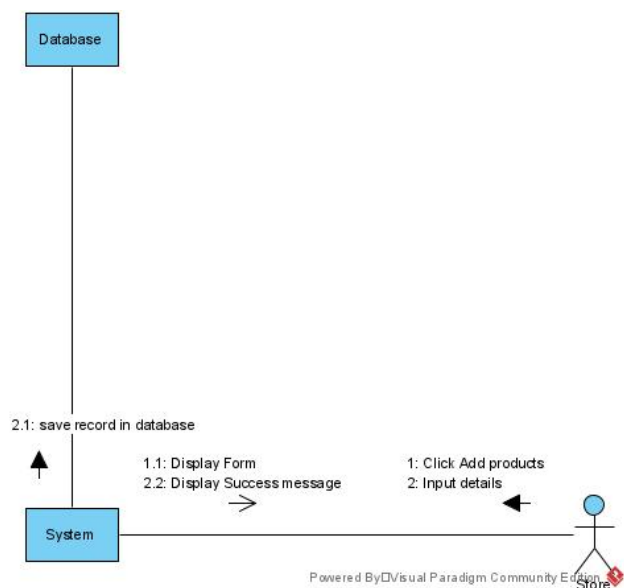 Database
2.1: save record in database
1.1: Display Form
2.2: Display Success message
1: Click Add products
2: Input details
System
Powered By Visual Paradigm Community Edition
Store